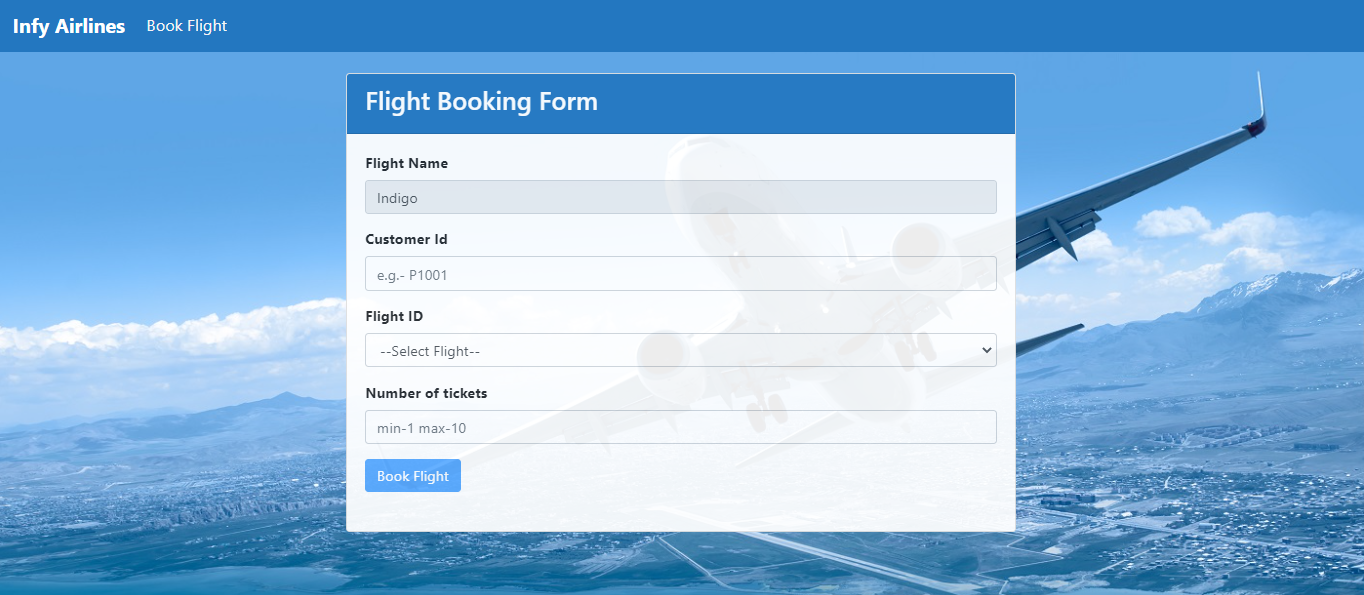 Infy Airlines Book Flight
Flight Booking Form
Flight Name
Indigo
Customer Id
e.g.- P1001
Flight ID
--Select Flight--
Number of tickets
min-1 max-10
Book Flight